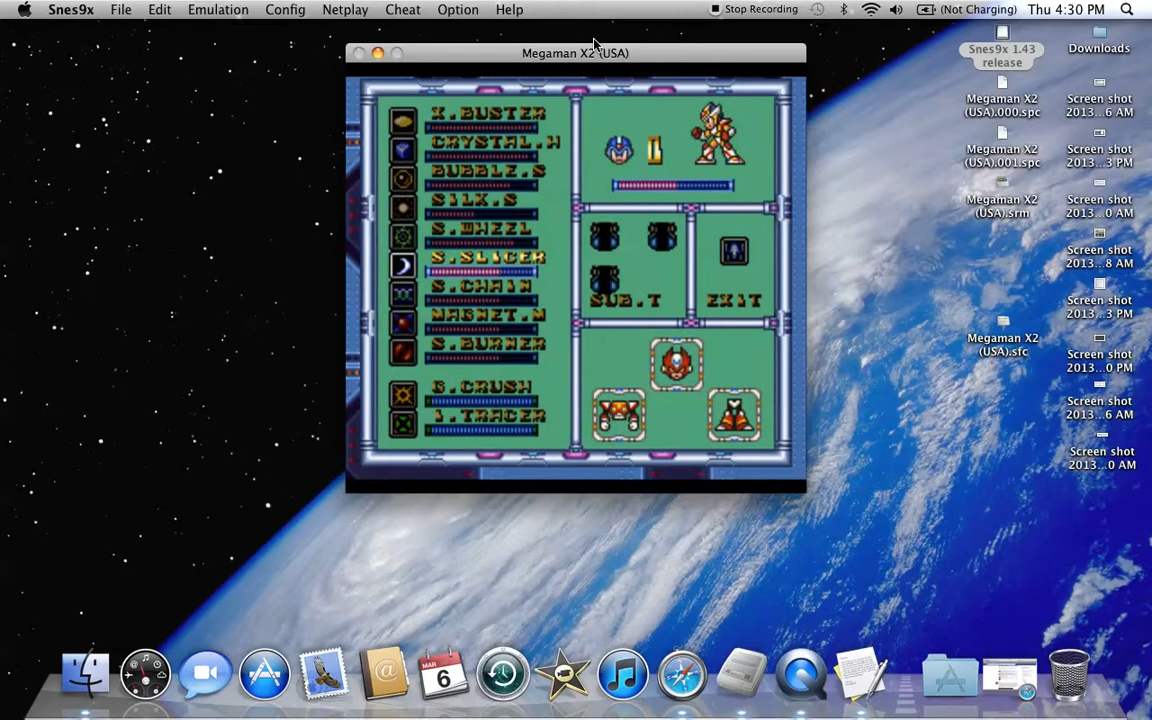 Snes9x File Edit Emulation Config Netplay Cheat Option Help Stop Recording (Not Charging) Thu 4:30 PM
Megaman X2 (USA)
X.BUSTER
CRYSTAL.H
BUBBLE.S
SILK.S
S.WHEEL
S.SLICER
S.CHAIN
MAGNET.M
S.BURNER
G.CRUSH
I.TRACER
SUB.T
EXIT
Snes9x 1.43
release
Megaman X2
(USA).000.spc
Megaman X2
(USA).001.spc
Megaman X2
(USA).srm
Megaman X2
(USA).sfc
Downloads
Screen shot
2013...6 AM
Screen shot
2013...3 PM
Screen shot
2013...0 AM
Screen shot
2013...8 AM
Screen shot
2013...3 PM
Screen shot
2013...0 PM
Screen shot
2013...6 AM
Screen shot
2013...0 AM
MAR
6